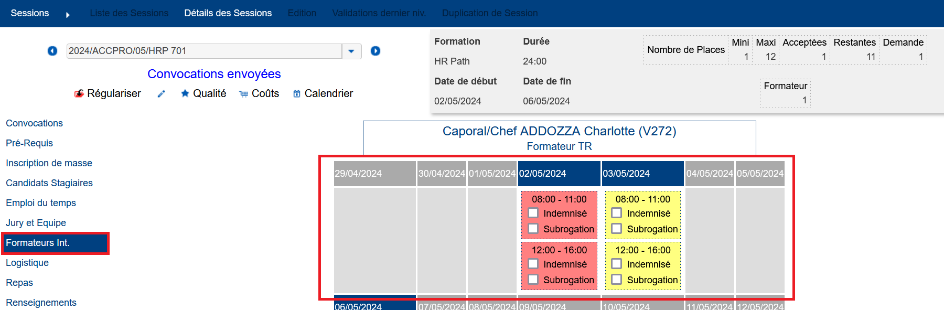 Sessions Liste des Sessions Détails des Sessions Edition Validations dernier niv. Duplication de Session
2024/ACCPRO/05/HRP 701
Convocations envoyées
Régulariser Qualité Coûts Calendrier
Formation Durée
HR Path 24:00
Date de début Date de fin
02/05/2024 06/05/2024
Nombre de Places Mini Maxi Acceptées Restantes Demande
1 12 1 11 1
Formateur
1
Convocations
Pré-Requis
Inscription de masse
Candidats Stagiaires
Emploi du temps
Jury et Equipe
Formateurs Int.
Logistique
Repas
Renseignements
Caporal/Chef ADDOZZA Charlotte (V272)
Formateur TR
29/04/2024 30/04/2024 01/05/2024 02/05/2024 03/05/2024 04/05/2024 05/05/2024
08:00 - 11:00 08:00 - 11:00
Indemnisé Indemnisé
Subrogation Subrogation
12:00 - 16:00 12:00 - 16:00
Indemnisé Indemnisé
Subrogation Subrogation
06/05/2024 07/05/2024 08/05/2024 09/05/2024 10/05/2024 11/05/2024 12/05/2024